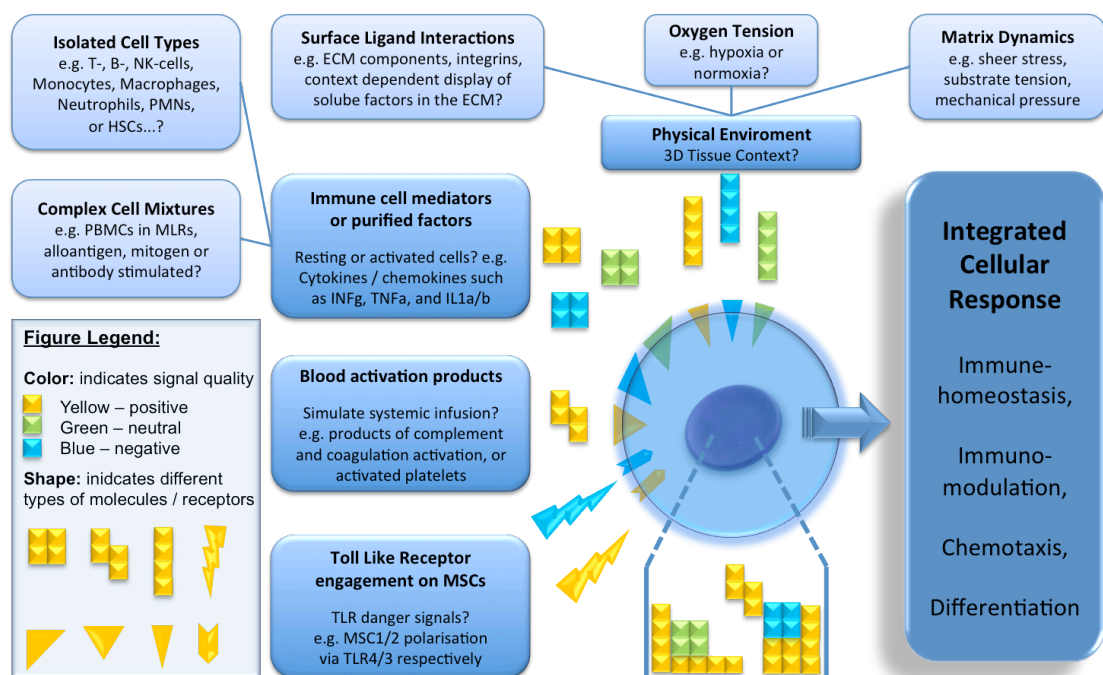 Isolated Cell Types
e.g. T-, B-, NK-cells,
Monocytes, Macrophages,
Neutrophils, PMNs,
or HSCs...?
Surface Ligand Interactions
e.g. ECM components, integrins,
context dependent display of
solube factors in the ECM?
Oxygen Tension
e.g. hypoxia or
normoxia?
Matrix Dynamics
e.g. sheer stress,
substrate tension,
mechanical pressure
Physical Enviroment
3D Tissue Context?
Complex Cell Mixtures
e.g. PBMCs in MLRs,
alloantigen, mitogen or
antibody stimulated?
Immune cell mediators
or purified factors
Resting or activated cells? e.g.
Cytokines / chemokines such
as INFg, TNFa, and IL1a/b
Integrated
Cellular
Response
Immune-
homeostasis,
Immuno-
modulation,
Chemotaxis,
Differentiation
Figure Legend:
Color: indicates signal quality
Yellow – positive
Green – neutral
Blue – negative
Shape: inidcates different
types of molecules / receptors
Blood activation products
Simulate systemic infusion?
e.g. products of complement
and coagulation activation, or
activated platelets
Toll Like Receptor
engagement on MSCs
TLR danger signals?
e.g. MSC1/2 polarisation
via TLR4/3 respectively